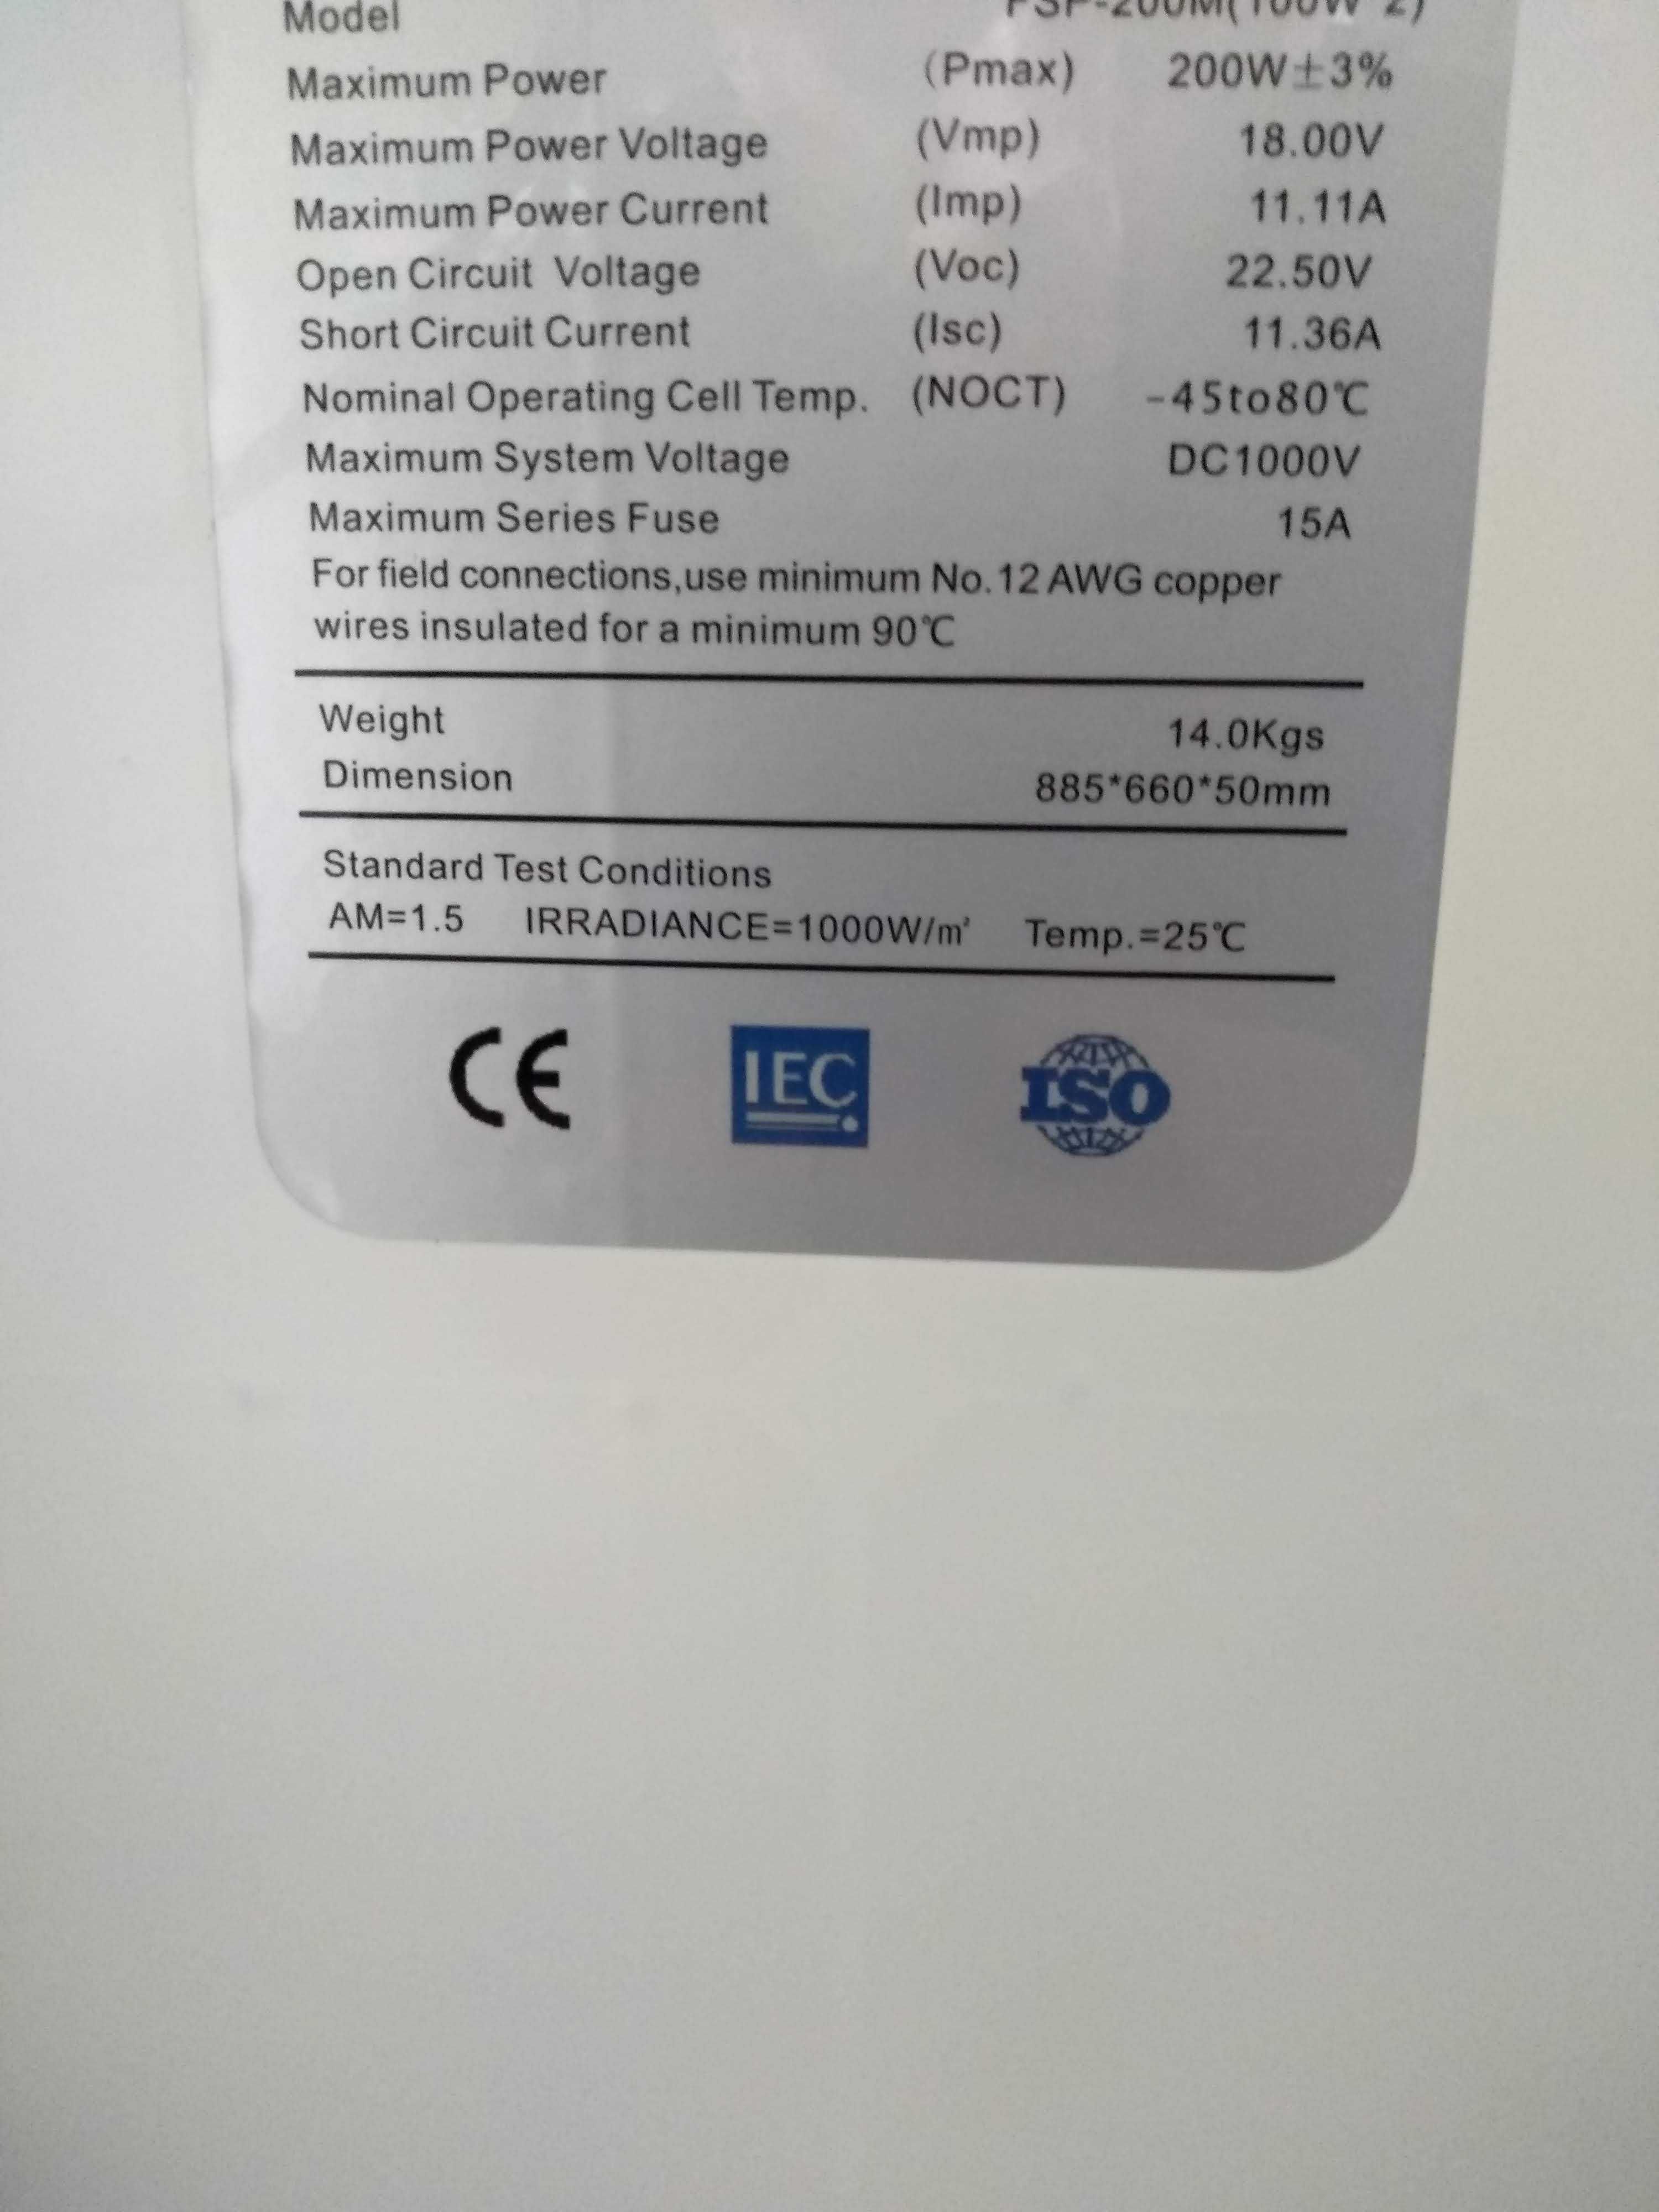 Model FSP-200M(100W*2)
Maximum Power (Pmax) 200W±3%
Maximum Power Voltage (Vmp) 18.00V
Maximum Power Current (Imp) 11.11A
Open Circuit Voltage (Voc) 22.50V
Short Circuit Current (Isc) 11.36A
Nominal Operating Cell Temp. (NOCT) -45to80℃
Maximum System Voltage DC1000V
Maximum Series Fuse 15A
For field connections,use minimum No.12 AWG copper
wires insulated for a minimum 90℃
Weight 14.0Kgs
Dimension 885*660*50mm
Standard Test Conditions
AM=1.5 IRRADIANCE=1000W/m² Temp.=25℃
CE IEC ISO